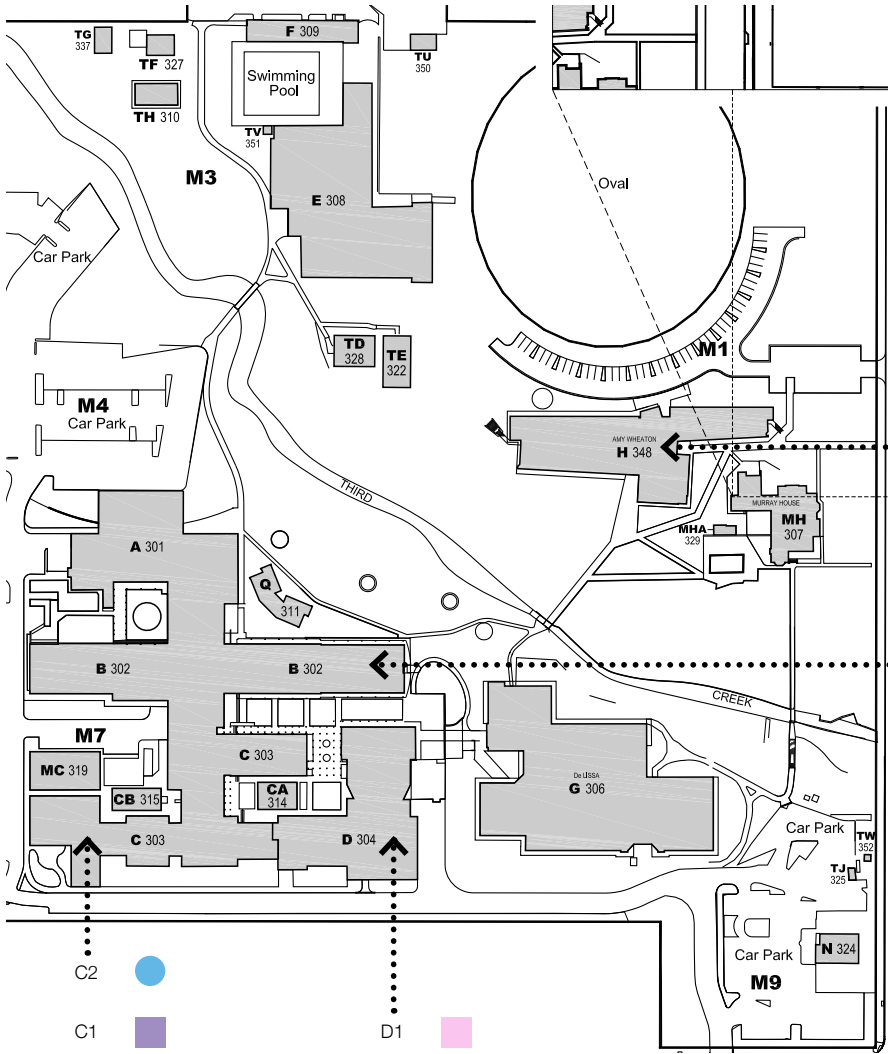 TG
337
TF 327
F 309
TU
350
Swimming
Pool
TH 310
TV
351
M3
E 308
Oval
Car Park
TD
328
TE
322
M1
M4
Car Park
AMY WHEATON
H 348
THIRD
MURRAY HOUSE
MH
307
MHA
329
A 301
Q
311
B 302
B 302
CREEK
M7
C 303
MC 319
CB 315
CA
314
De LISSA
G 306
C 303
D 304
Car Park
TW
352
TJ
325
Car Park
N 324
M9
C2
C1
D1